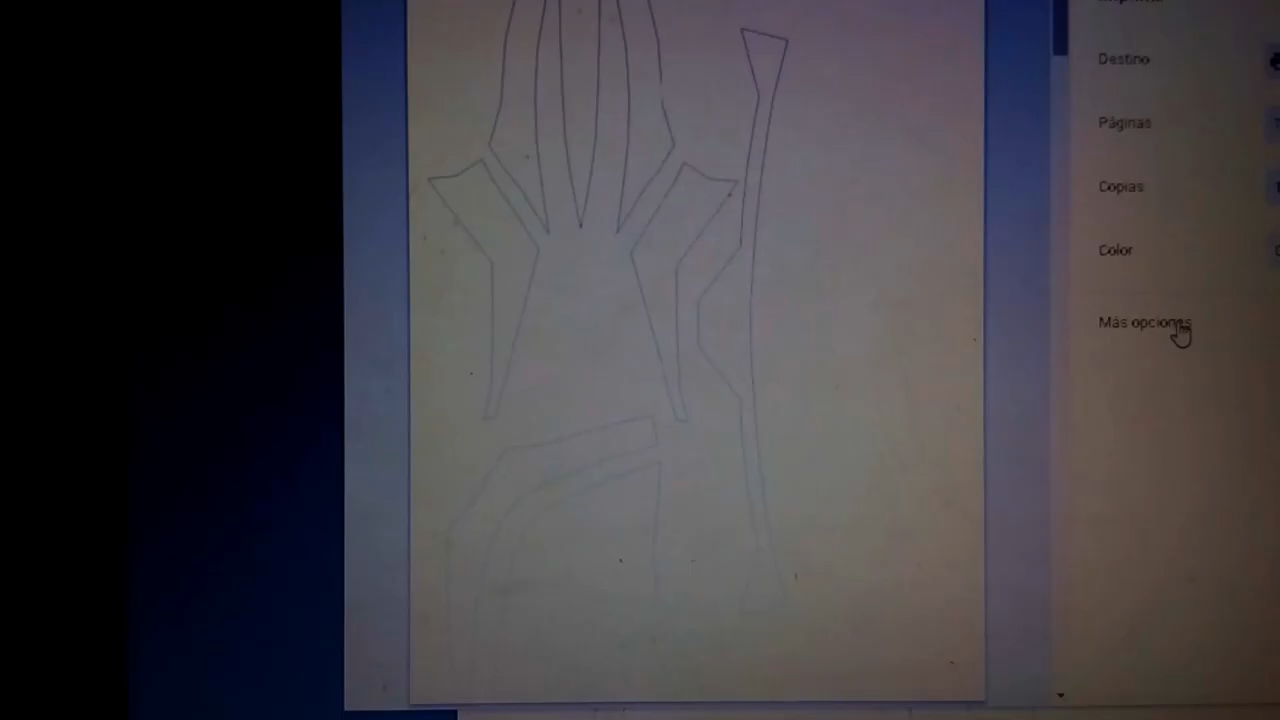 Destino
Páginas
Copias
Color
Más opciones